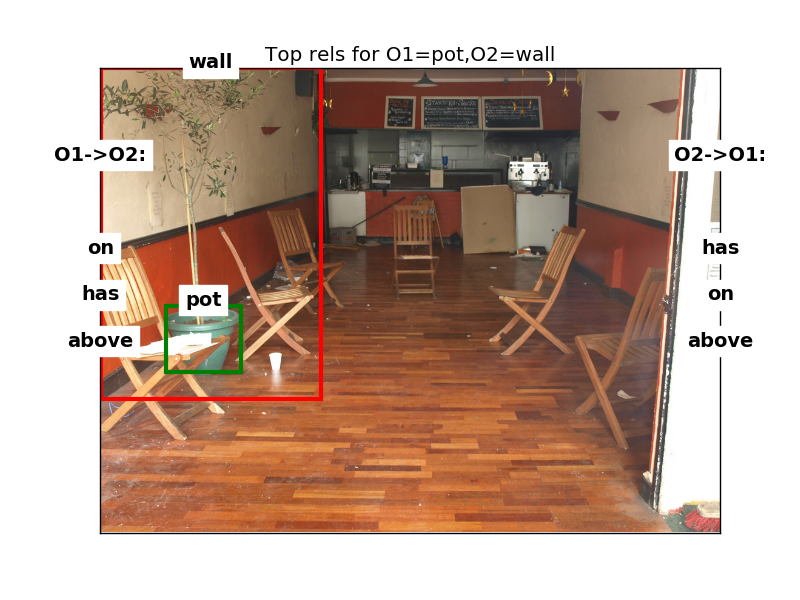 Top rels for O1=pot,O2=wall
wall
O1->O2:
O2->O1:
on
has
above
pot
has
on
above